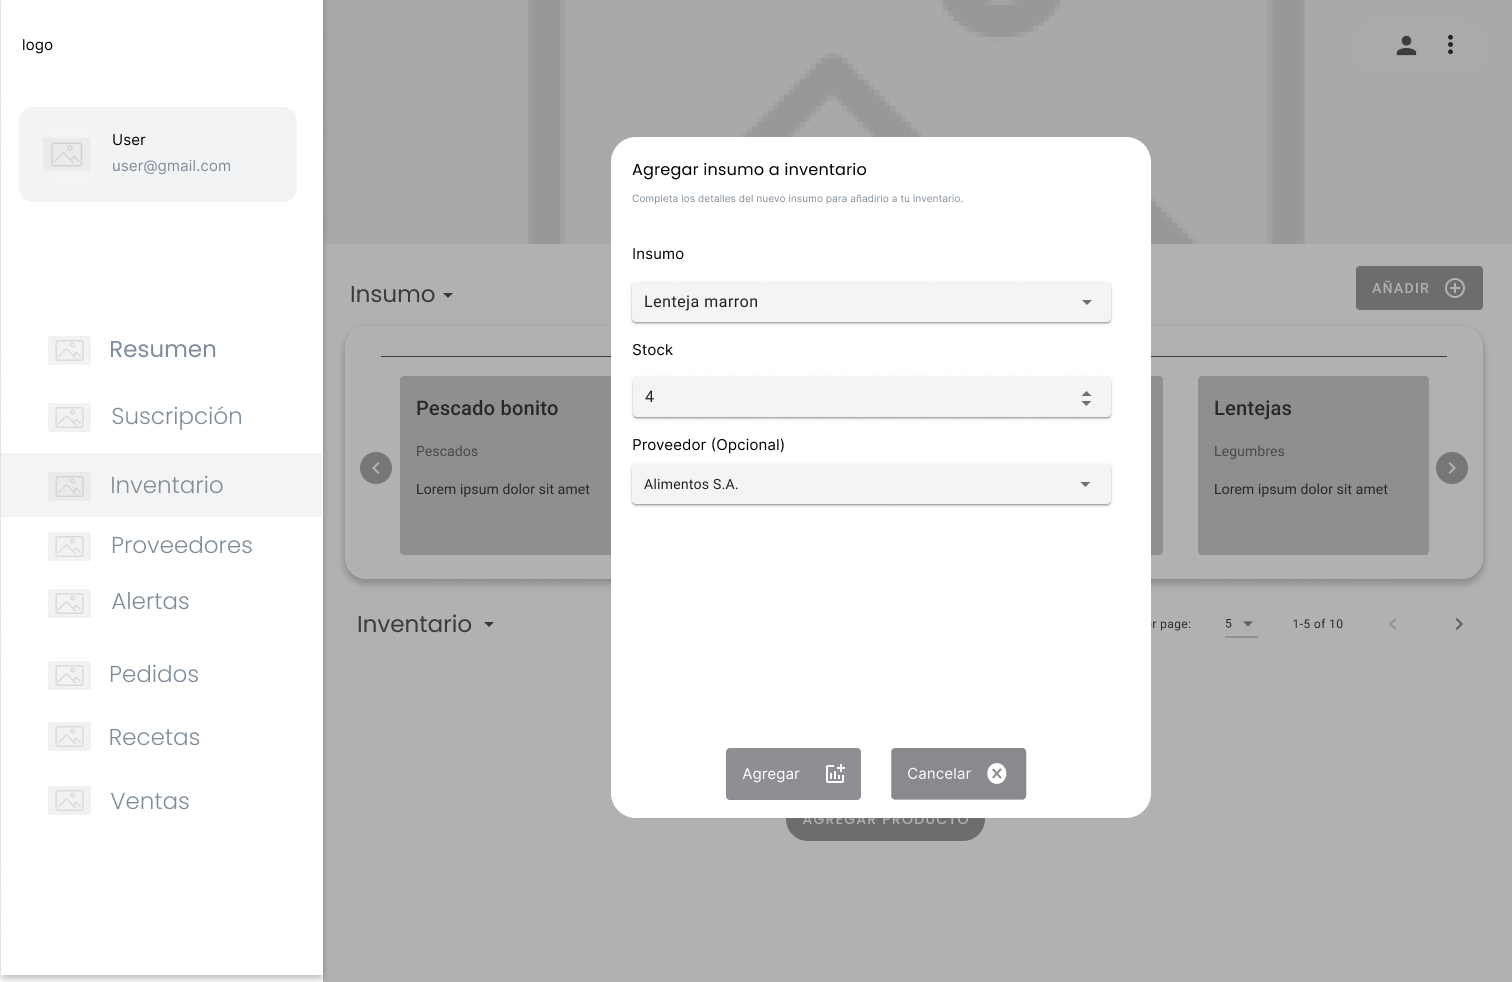 logo
User
user@gmail.com
Resumen
Suscripción
Inventario
Proveedores
Alertas
Pedidos
Recetas
Ventas
Insumo
AÑADIR
Pescado bonito
Pescados
Lorem ipsum dolor sit amet
Lentejas
Legumbres
Lorem ipsum dolor sit amet
Inventario
page:
5
1-5 of 10
Agregar insumo a inventario
Completa los detalles del nuevo insumo para añadirlo a tu inventario.
Insumo
Lenteja marron
Stock
4
Proveedor (Opcional)
Alimentos S.A.
Agregar
Cancelar
AGREGAR PRODUCTO